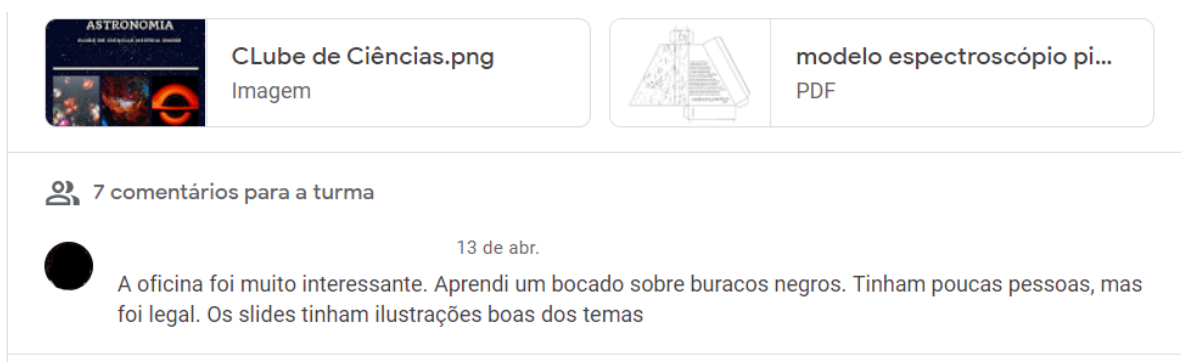 ASTRONOMIA
CLube de Ciências.png
Imagem
modelo espectroscópio pi...
PDF
7 comentários para a turma
13 de abr.
A oficina foi muito interessante. Aprendi um bocado sobre buracos negros. Tinham poucas pessoas, mas
foi legal. Os slides tinham ilustrações boas dos temas